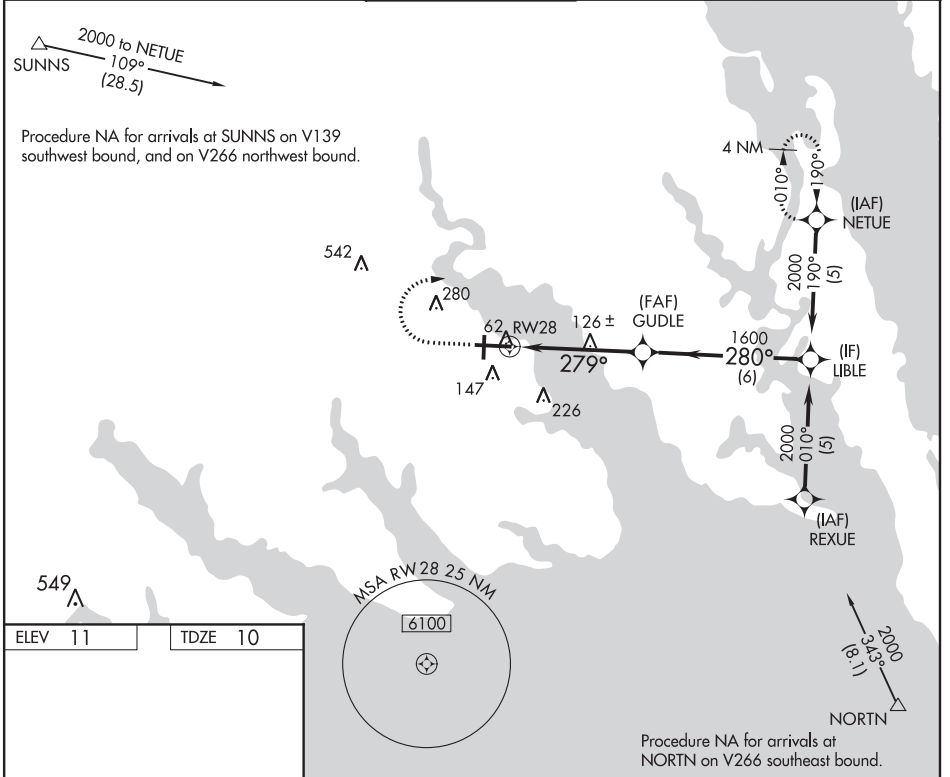 2000 to NETUE
109°
(28.5)
SUNNS
Procedure NA for arrivals at SUNNS on V139
southwest bound, and on V266 northwest bound.
4 NM
010°
190°
(IAF)
NETUE
2000
190°
(5)
542
280
62
RW28
126 ±
(FAF)
GUDLE
279°
1600
280°
(6)
(IF)
LIBLE
147
226
2000
010°
(5)
(IAF)
REXUE
549
MSA RW28 25 NM
6100
ELEV 11
TDZE 10
2000
343°
(8.1)
NORTN
Procedure NA for arrivals at
NORTN on V266 southeast bound.